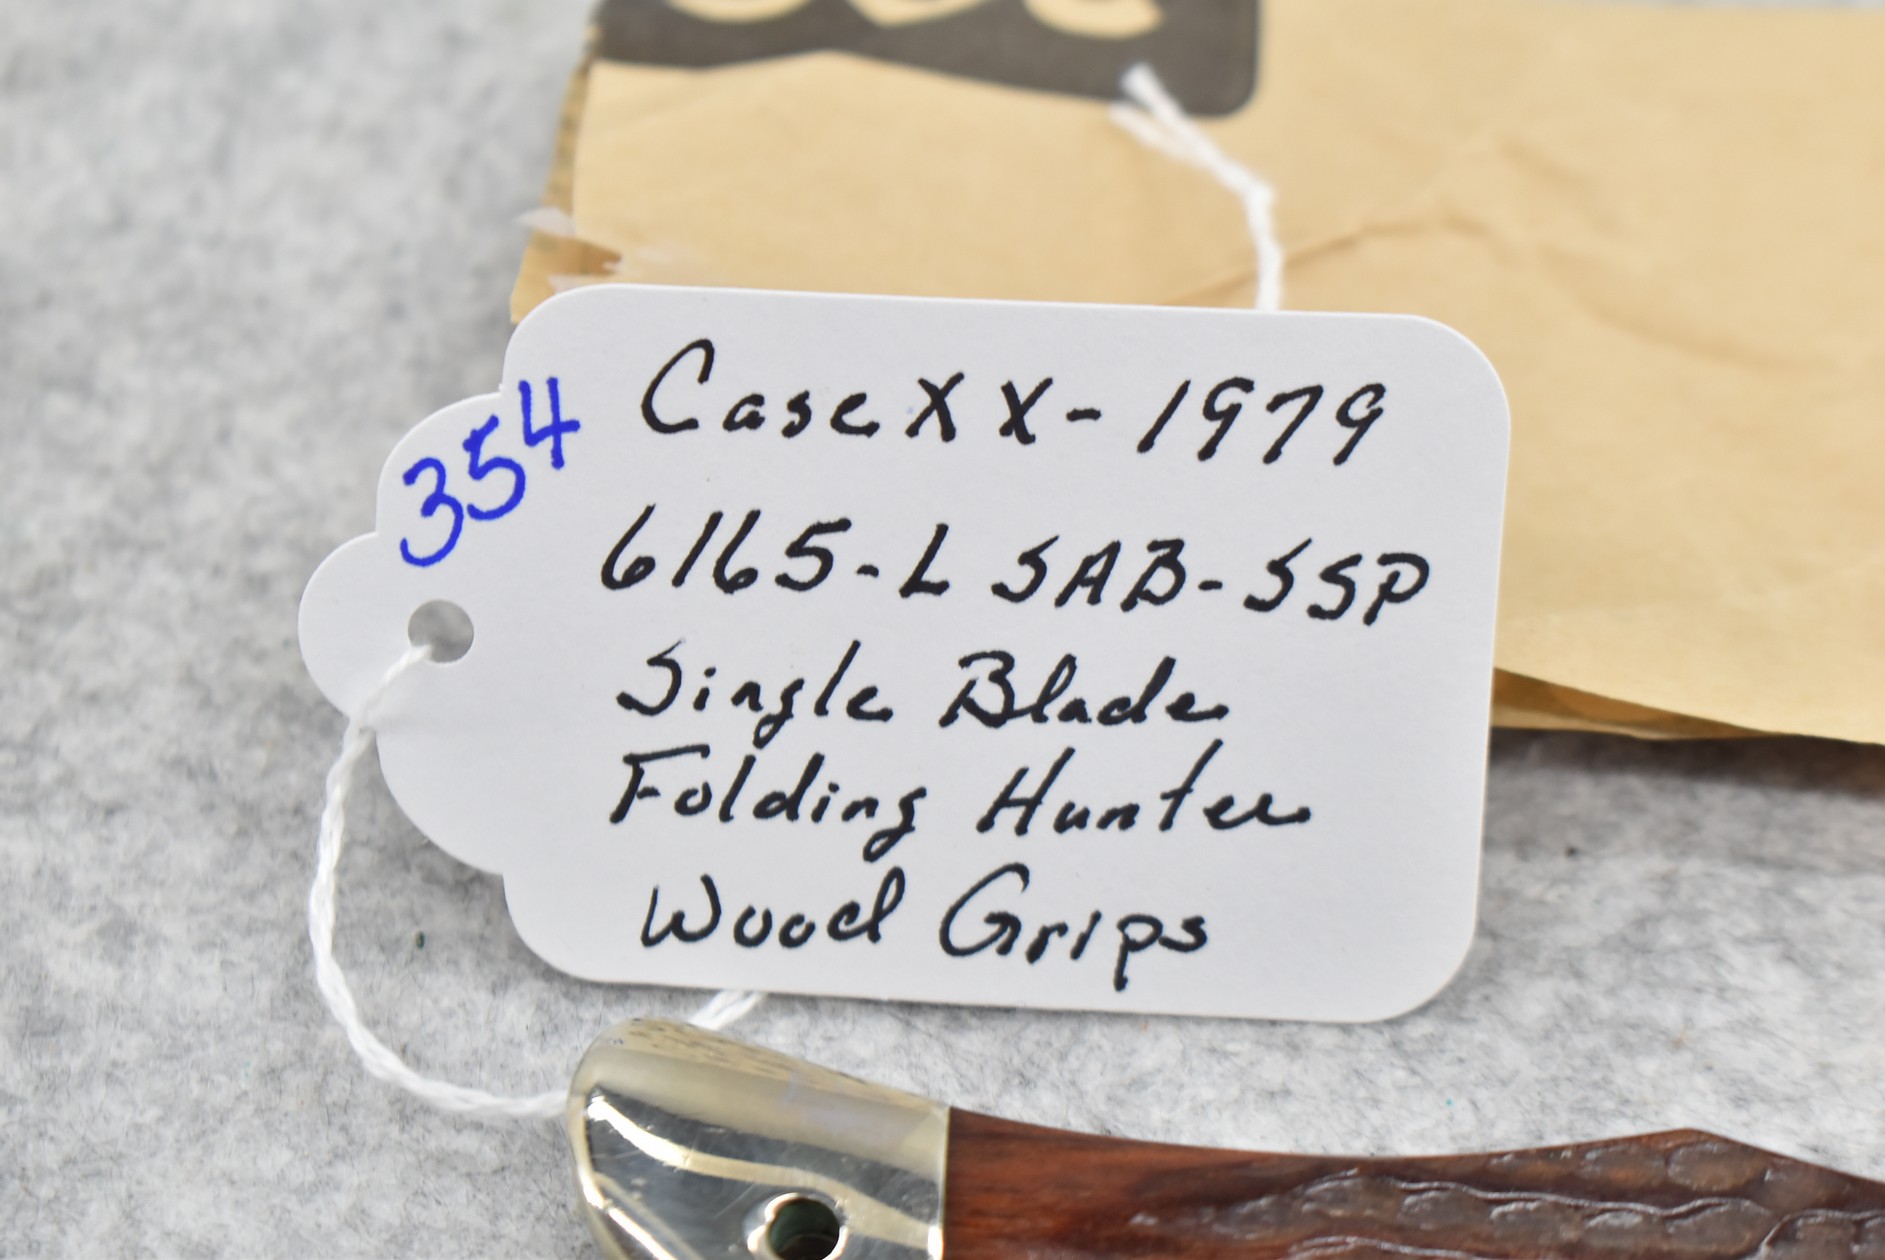 354
Case XX - 1979
6165-L SAB-SSP
Single Blade
Folding Hunter
Wood Grips